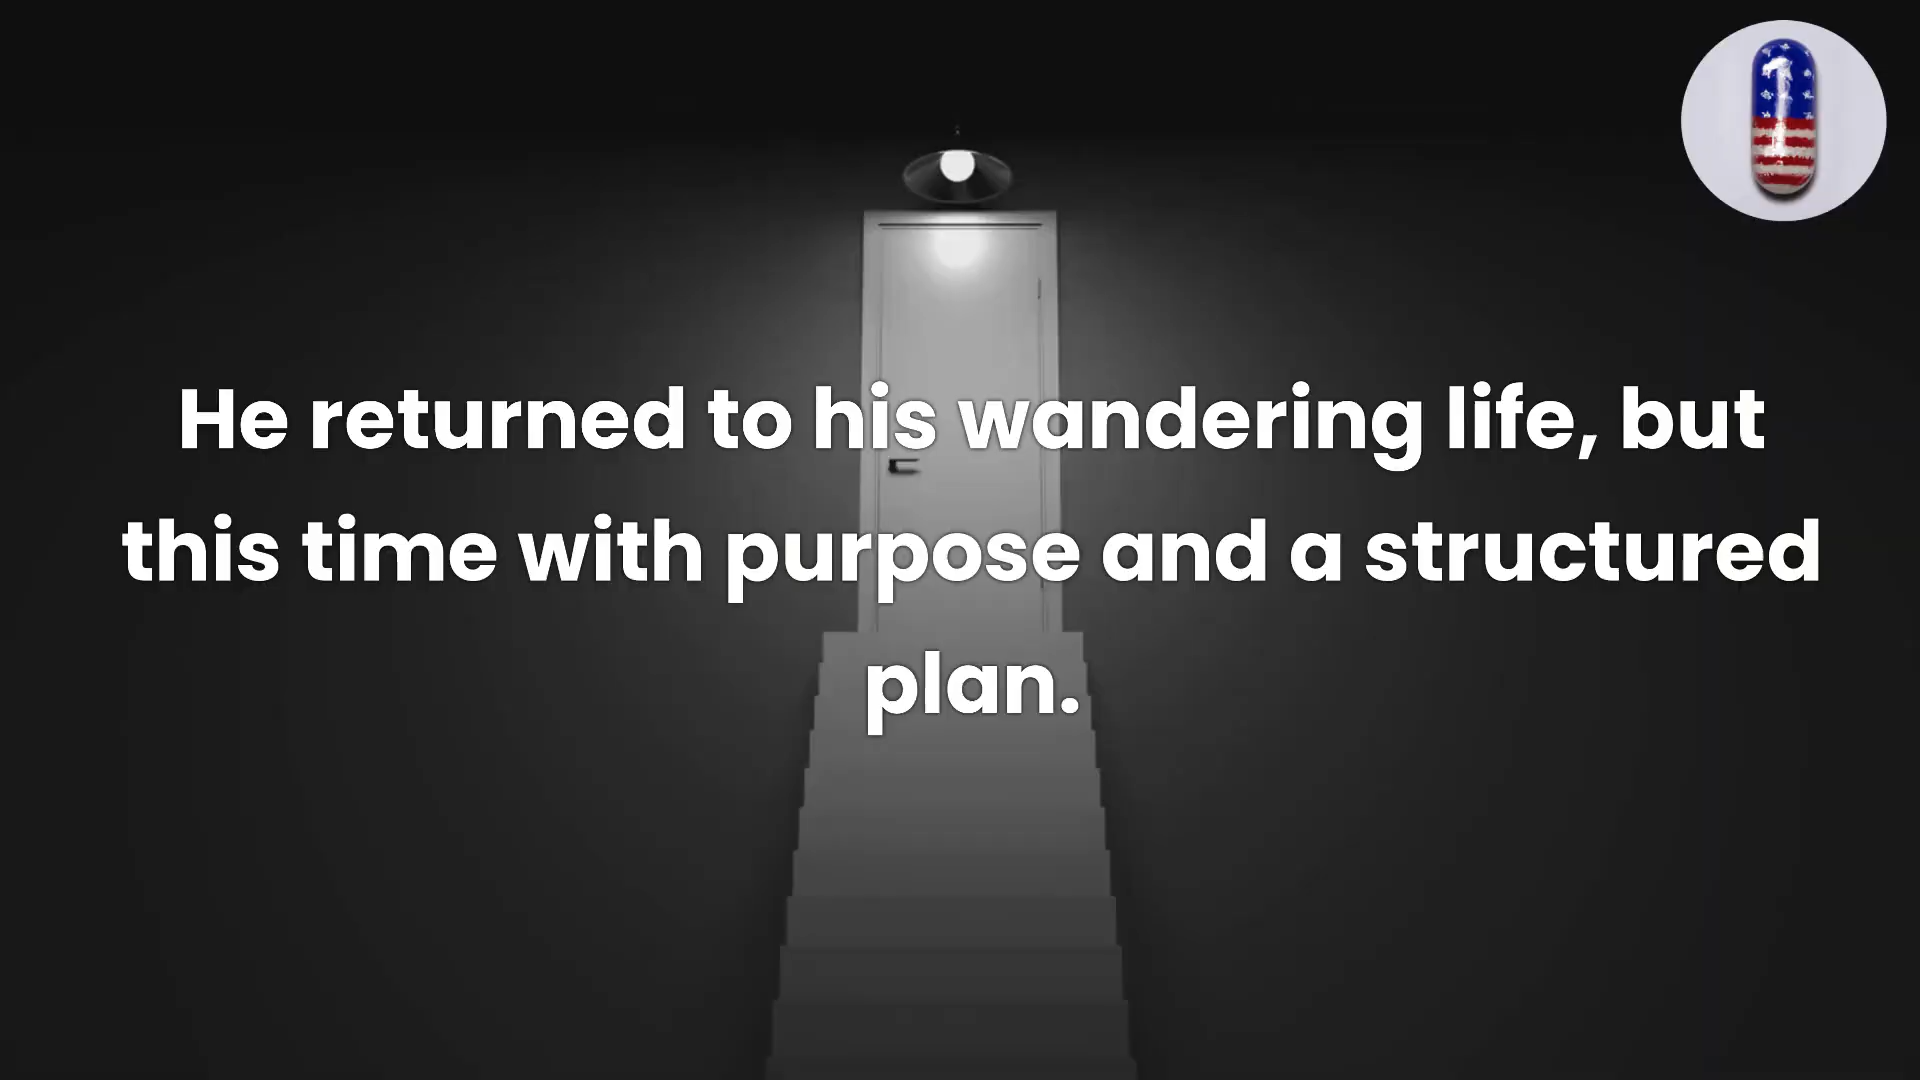 He returned to his wandering life, but
this time with purpose and a structured
plan.